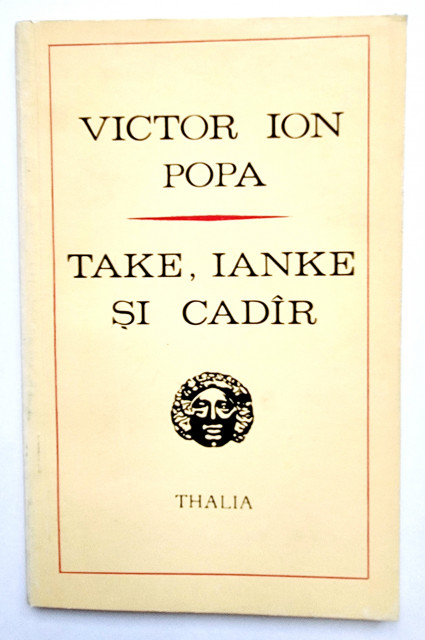 VICTOR ION
POPA
TAKE, IANKE
ȘI CADÎR
THALIA